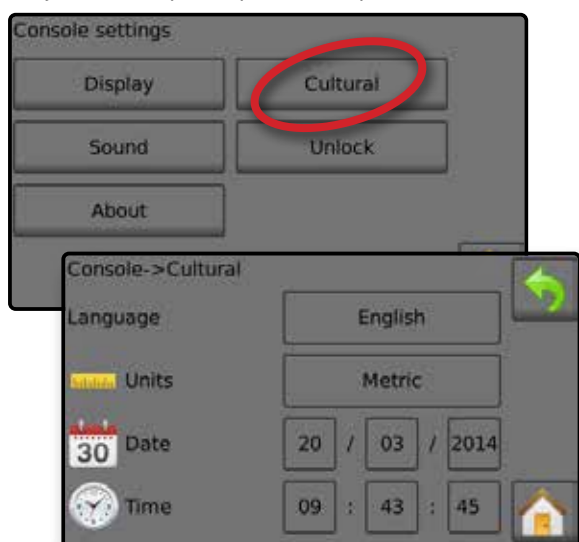 Console settings
Display Cultural
Sound Unlock
About
Console->Cultural
Language English
Units Metric
30 Date 20 / 03 / 2014
Time 09 : 43 : 45